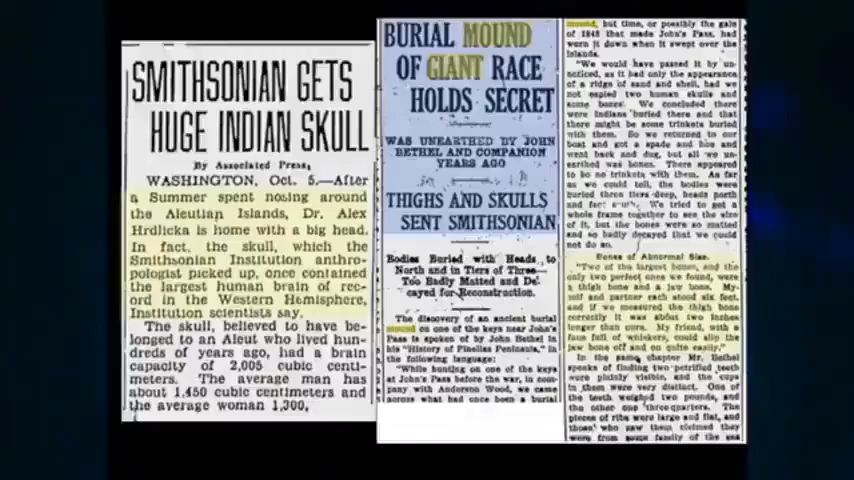 SMITHSONIAN GETS
HUGE INDIAN SKULL
By Associated Press,
WASHINGTON, Oct. 5.—After
a Summer spent nosing around
the Aleutian Islands, Dr. Alex
Hrdlicka is home with a big head.
In fact, the skull, which the
Smithsonian Institution anthro-
pologist picked up, once contained
the largest human brain of rec-
ord in the Western Hemisphere,
Institution scientists say.
The skull, believed to have be-
longed to an Aleut who lived hun-
dreds of years ago, had a brain
capacity of 2,005 cubic centi-
meters. The average man has
about 1,450 cubic centimeters and
the average woman 1,300,
BURIAL MOUND
OF GIANT RACE
HOLDS SECRET
WAS UNEARTHED BY JOHN
BETHEL AND COMPANION
YEARS AGO
THIGHS AND SKULLS
SENT SMITHSONIAN
Bodies Buried with Heads to
North and in Tiers of Three—
Too Badly Matted and De-
cayed for Reconstruction.
The discovery of an ancient burial
mound on one of the keys near John's
Pass is spoken of by John Bethel in
his "History of Pinellas Peninsula," in
the following language:
"While hunting on one of the keys
at John's Pass before the war, in com-
pany with Anderson Wood, we came
across what had once been a burial
mound, but time, or possibly the gale
of 1848 that made John's Pass, had
worn it down when it swept over the
islands.
"We would have passed it by un-
noticed, as it had only the appearance
of a ridge of sand and shell, had we
not espied two human skulls and
some bones. We concluded there
were Indians buried there and that
there might be some trinkets buried
with them. So we returned to our
boat and got a spade and hoe and
went back and dug, but all we un-
earthed was bones. There appeared
to be no trinkets with them. As far
as we could tell, the bodies were
buried three tiers deep, heads north
and feet south. We tried to get a
whole frame together to see the size
of it, but the bones were so matted
and so badly decayed that we could
not do so.
Bones of Abnormal Size.
"Two of the largest bones, and the
only two perfect ones we found, were
a thigh bone and a jaw bone. My-
self and partner each stood six feet,
and if we measured the thigh bone
correctly it was about two inches
longer than ours. My friend, with a
face full of whiskers, could slip the
jaw bone off and on quite easily."
In the same chapter Mr. Bethel
speaks of finding two petrified teeth
were plainly visible, and the cups
in them were very distinct. One of
the teeth weighed two pounds, and
the other one three-quarters. The
pieces of ribs were large and flat, and
those who saw them claimed they
were from some family of the sea